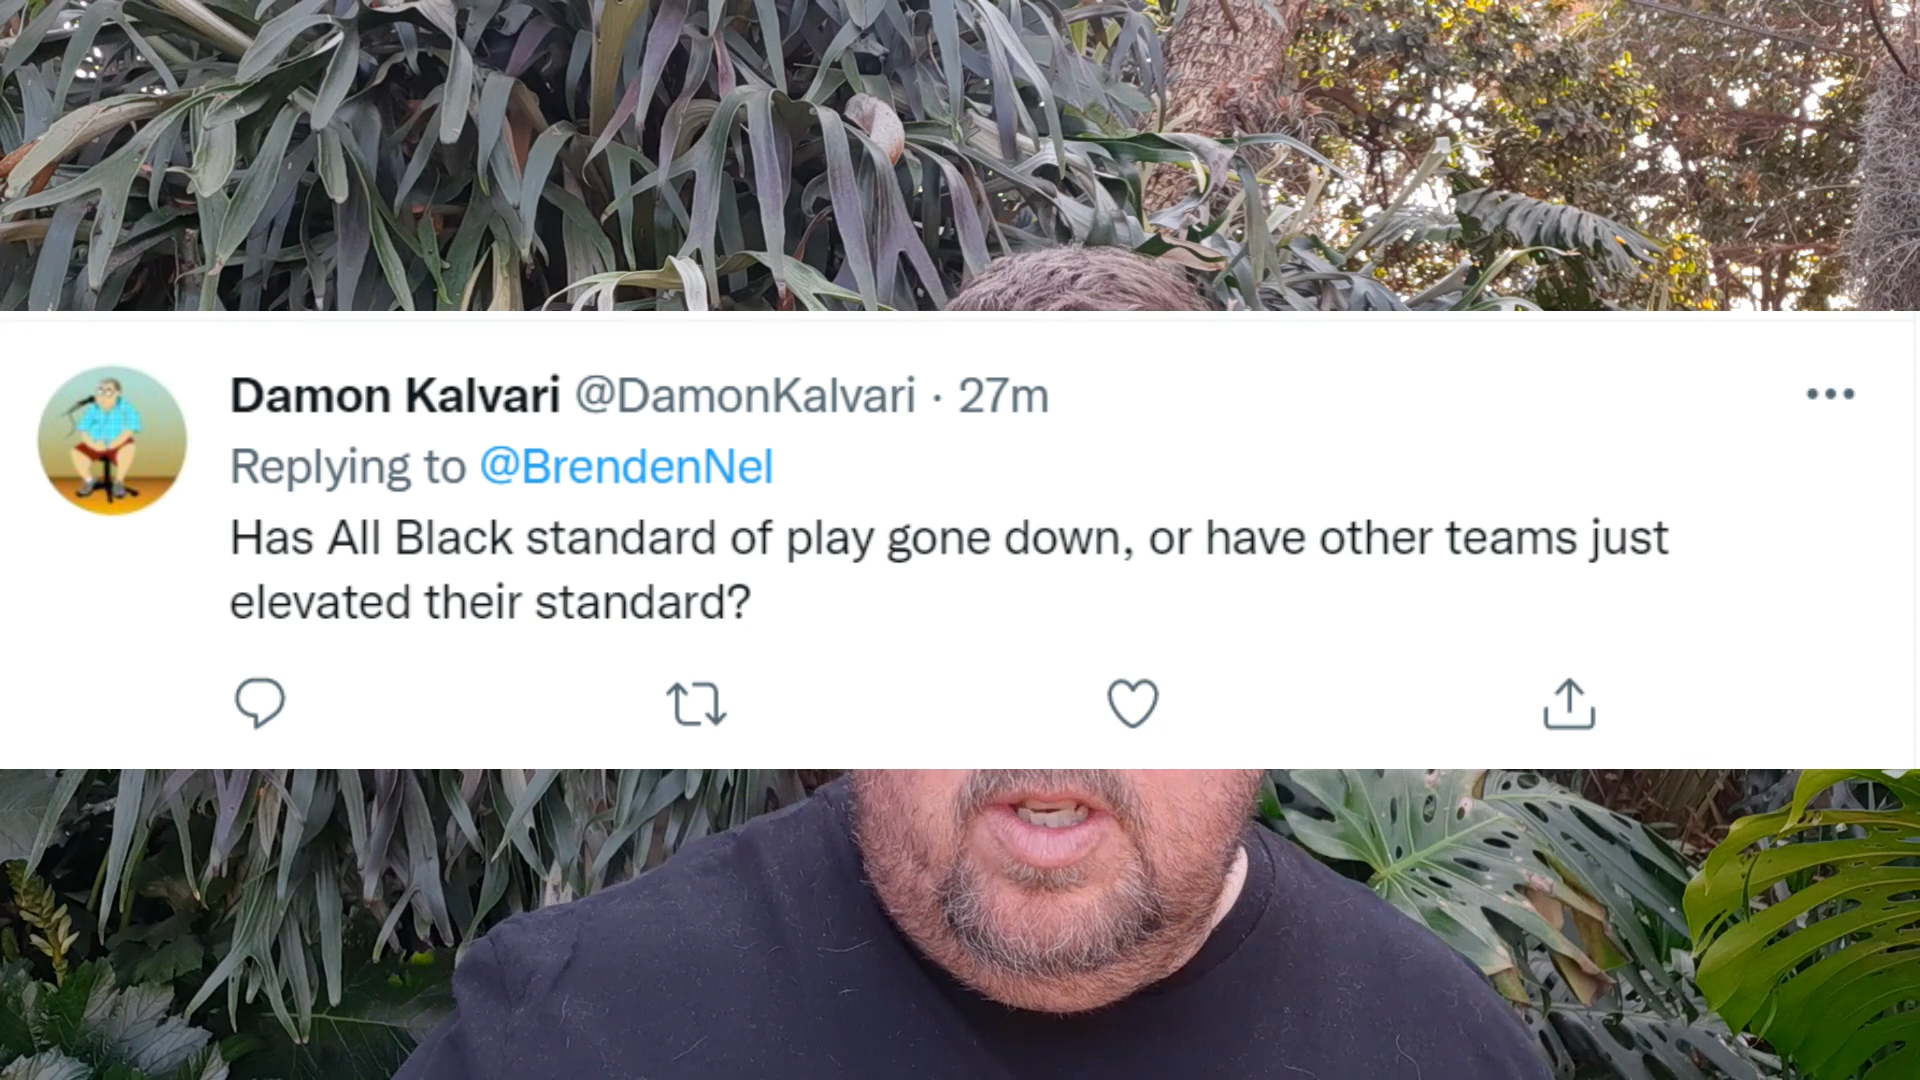 Damon Kalvari @DamonKalvari · 27m
Replying to @BrendenNel
Has All Black standard of play gone down, or have other teams just
elevated their standard?